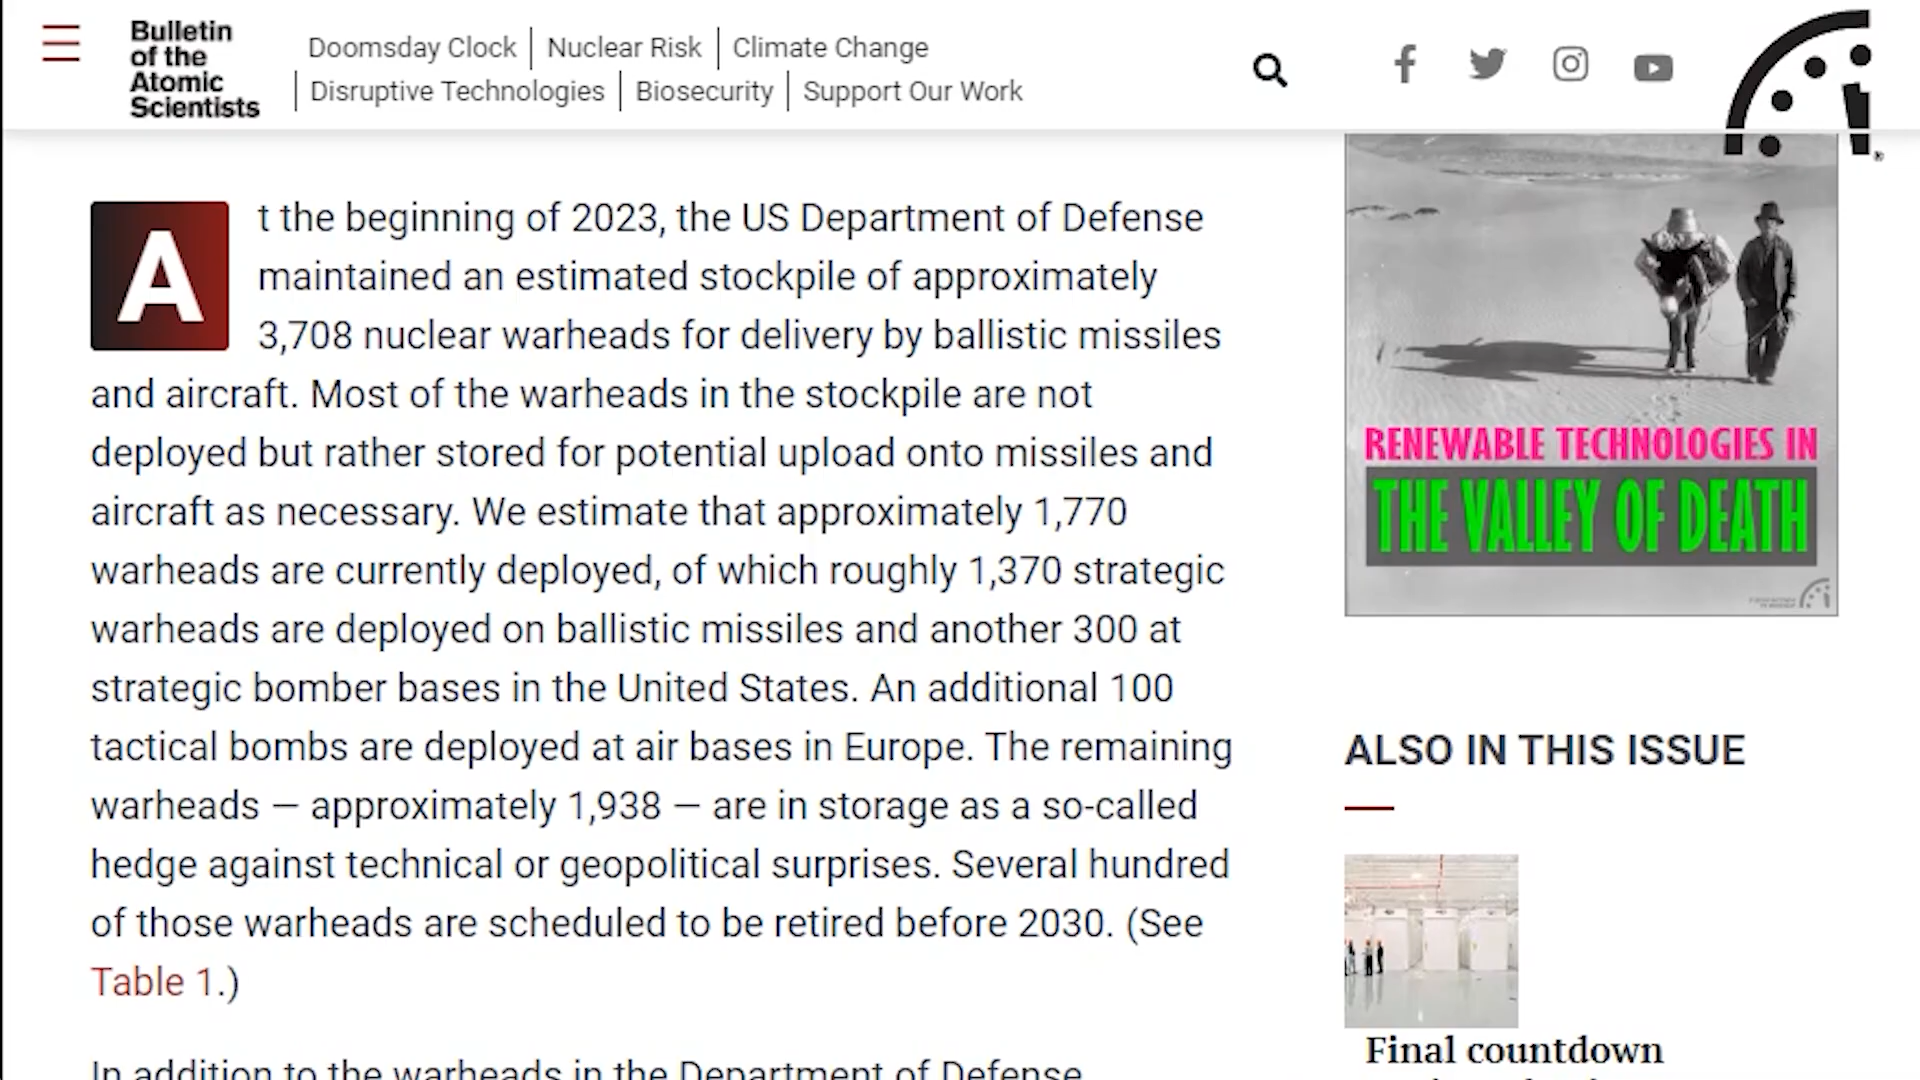 Bulletin
of the
Atomic
Scientists
Doomsday Clock | Nuclear Risk | Climate Change
| Disruptive Technologies | Biosecurity | Support Our Work
At the beginning of 2023, the US Department of Defense
maintained an estimated stockpile of approximately
3,708 nuclear warheads for delivery by ballistic missiles
and aircraft. Most of the warheads in the stockpile are not
deployed but rather stored for potential upload onto missiles and
aircraft as necessary. We estimate that approximately 1,770
warheads are currently deployed, of which roughly 1,370 strategic
warheads are deployed on ballistic missiles and another 300 at
strategic bomber bases in the United States. An additional 100
tactical bombs are deployed at air bases in Europe. The remaining
warheads — approximately 1,938 — are in storage as a so-called
hedge against technical or geopolitical surprises. Several hundred
of those warheads are scheduled to be retired before 2030. (See
Table 1.)
In addition to the warheads in the Department of Defense
RENEWABLE TECHNOLOGIES IN
THE VALLEY OF DEATH
ALSO IN THIS ISSUE
Final countdown